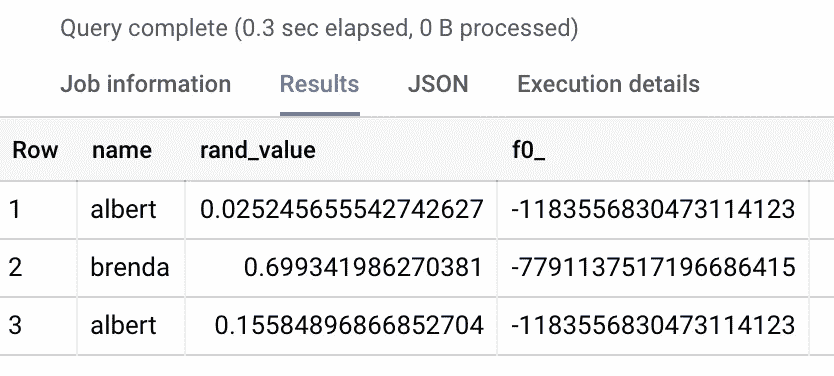 Query complete (0.3 sec elapsed, 0 B processed)
Job information Results JSON Execution details
Row name rand_value f0_
1 albert 0.025245655542742627 -1183556830473114123
2 brenda 0.699341986270381 -7791137517196686415
3 albert 0.15584896866852704 -1183556830473114123